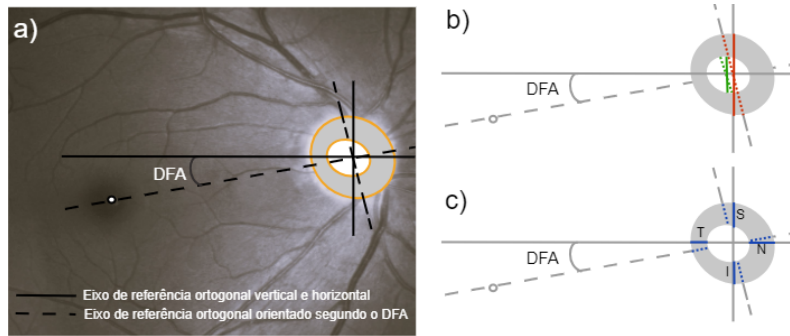 a)
DFA
Eixo de referência ortogonal vertical e horizontal
Eixo de referência ortogonal orientado segundo o DFA
b)
DFA
c)
S
T
N
DFA
I